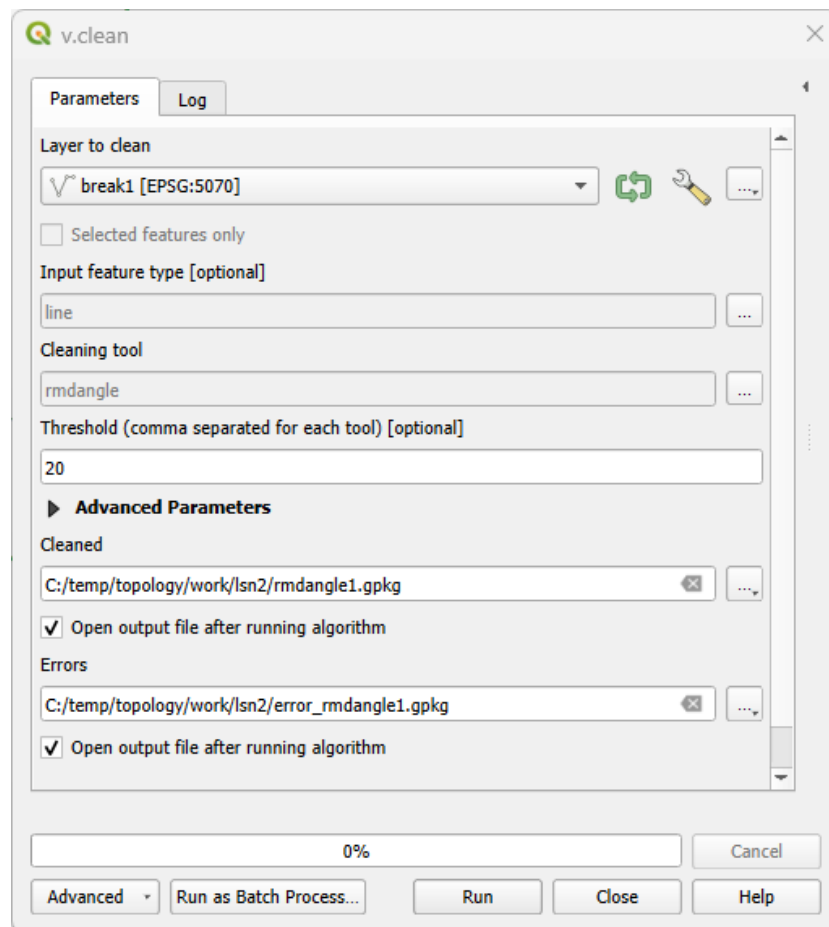 v.clean
Parameters
Log
Layer to clean
break1 [EPSG:5070]
...
Selected features only
Input feature type [optional]
line
...
Cleaning tool
rmdangle
...
Threshold (comma separated for each tool) [optional]
20
Advanced Parameters
Cleaned
C:/temp/topology/work/lsn2/rmdangle1.gpkg
...
Open output file after running algorithm
Errors
C:/temp/topology/work/lsn2/error_rmdangle1.gpkg
...
Open output file after running algorithm
0%
Cancel
Advanced
Run as Batch Process...
Run
Close
Help